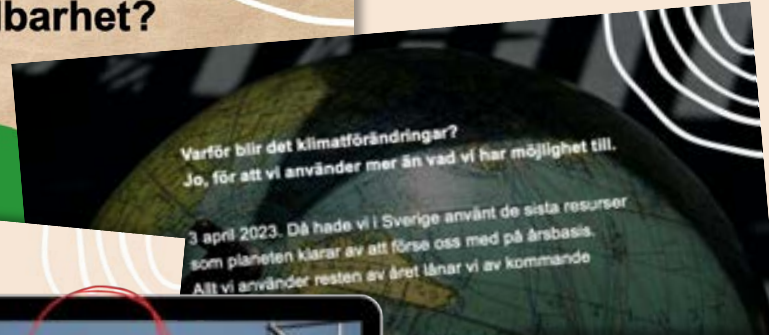 lbarhet?
Varför blir det klimatförändringar?
Jo, för att vi använder mer än vad vi har möjlighet till.
3 april 2023. Då hade vi i Sverige använt de sista resurser
som planeten klarar av att förse oss med på årsbasis.
Allt vi använder resten av året lånar vi av kommande